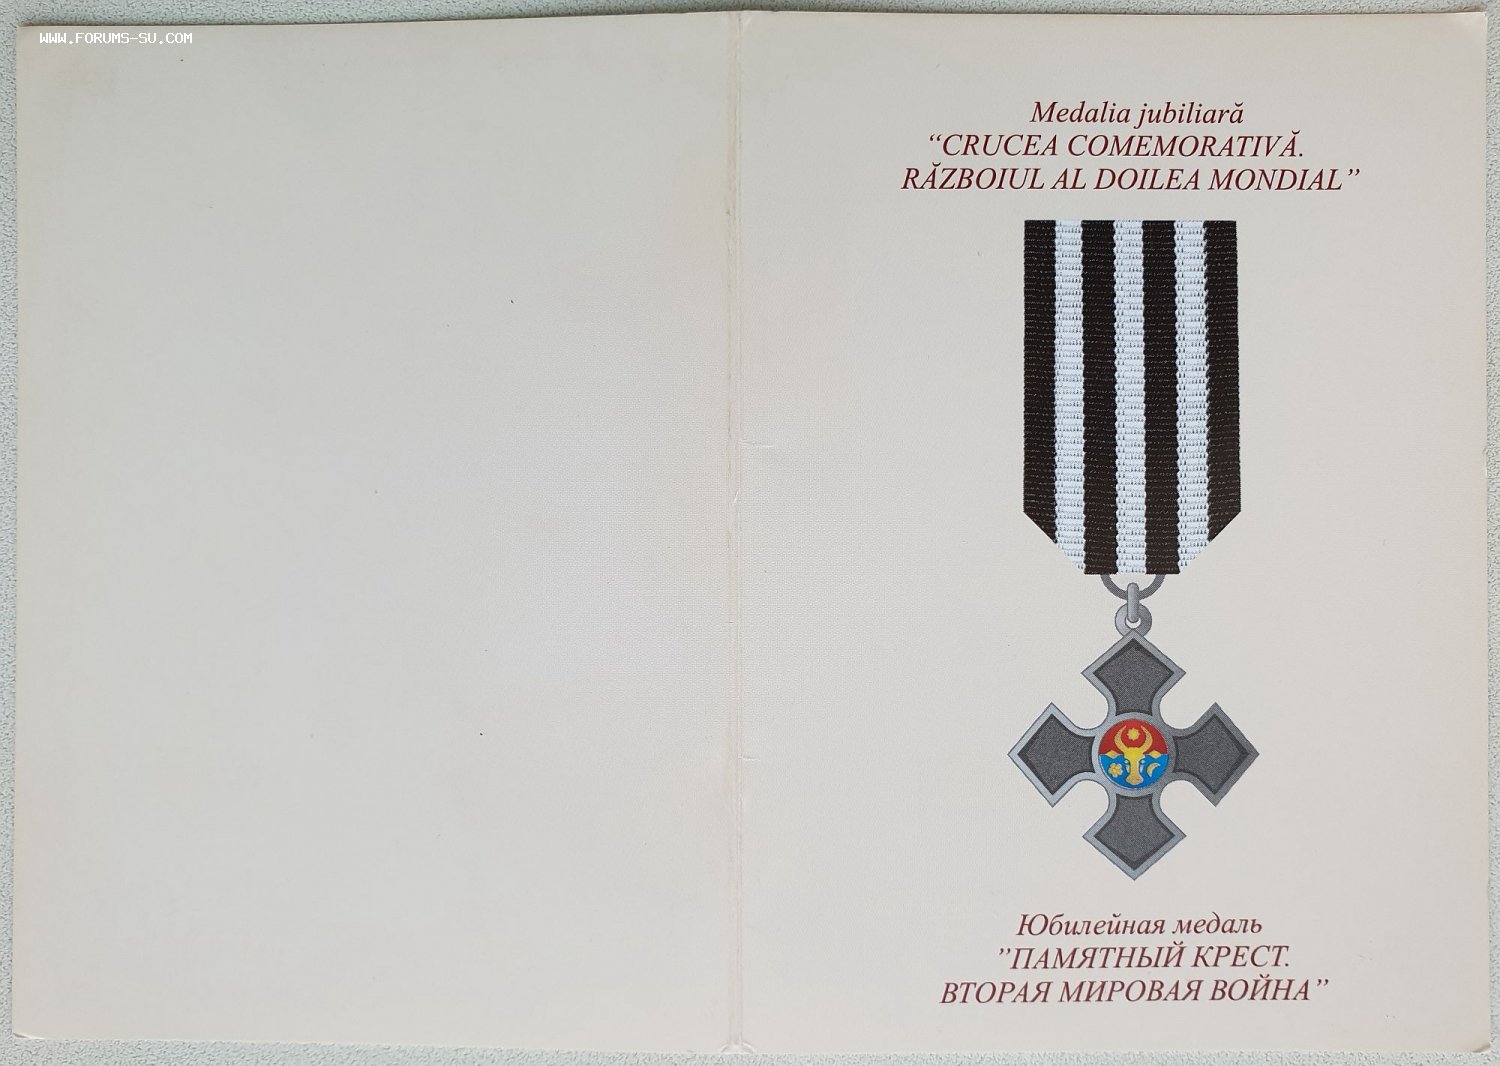 WWW.FORUMS-SU.COM
Medalia jubiliară
“CRUCEA COMEMORATIVĂ.
RĂZBOIUL AL DOILEA MONDIAL”
Юбилейная медаль
”ПАМЯТНЫЙ КРЕСТ.
ВТОРАЯ МИРОВАЯ ВОЙНА”